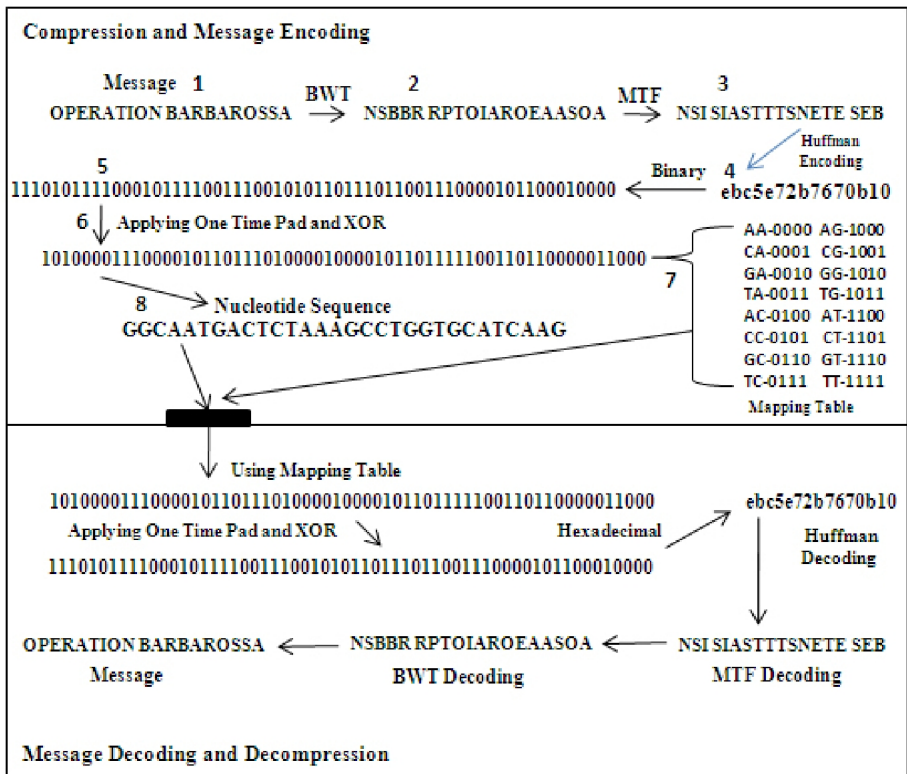 Compression and Message Encoding
Message 1 2 3
OPERATION BARBAROSSA BWT NSBBR RPTOIAROEAASOA MTF NSI SIASTTTSNETE SEB
Huffman
Encoding
5 Binary 4
111010111100010111100111001010110111011001110000101100010000 ebc5e72b7670b10
6 Applying One Time Pad and XOR
101000011100001011011101000010000101101111100110110000011000
7
AA-0000 AG-1000
CA-0001 CG-1001
GA-0010 GG-1010
TA-0011 TG-1011
AC-0100 AT-1100
CC-0101 CT-1101
GC-0110 GT-1110
TC-0111 TT-1111
Mapping Table
8 Nucleotide Sequence
GGCAATGACTCTAAAGCCTGGTGCATCAAG
Using Mapping Table
101000011100001011011101000010000101101111100110110000011000 ebc5e72b7670b10
Applying One Time Pad and XOR Hexadecimal
Huffman
Decoding
111010111100010111100111001010110111011001110000101100010000
OPERATION BARBAROSSA NSBBR RPTOIAROEAASOA NSI SIASTTTSNETE SEB
Message BWT Decoding MTF Decoding
Message Decoding and Decompression